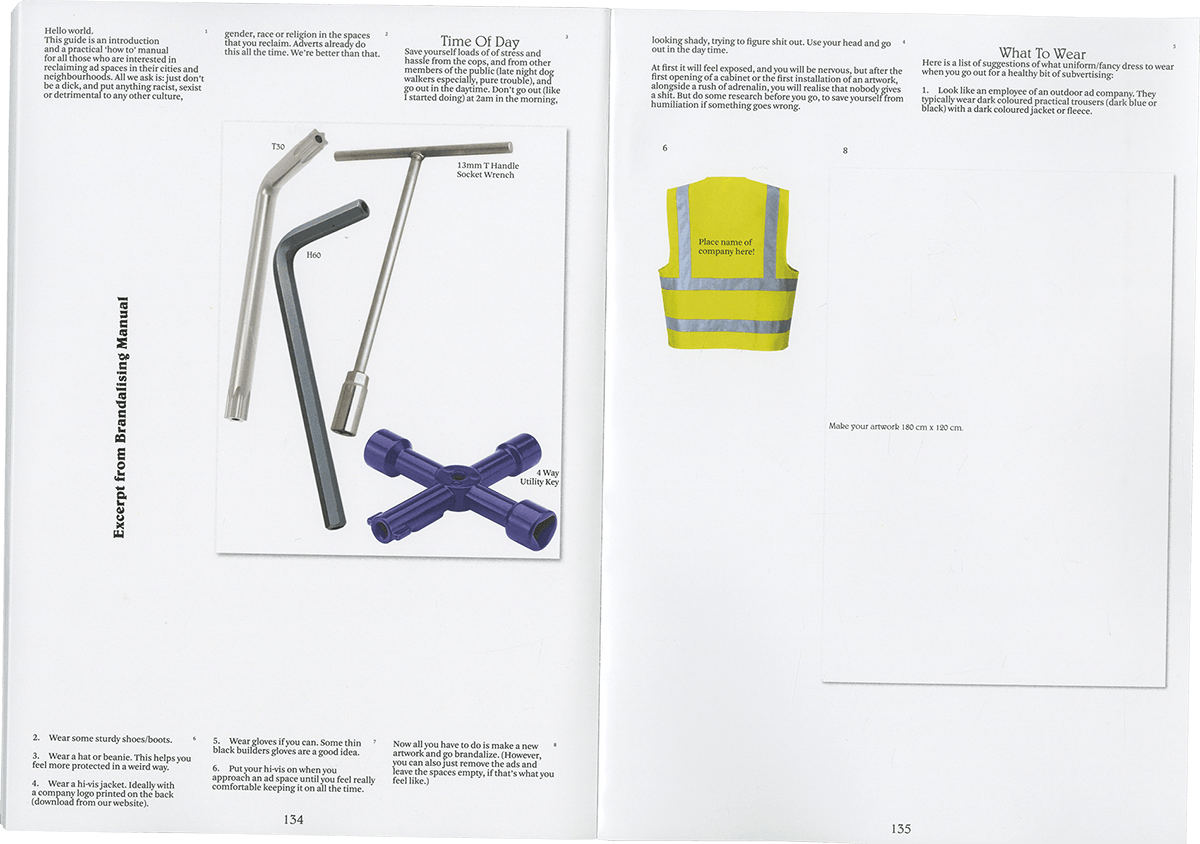 Hello world.
This guide is an introduction
and a practical ‘how to’ manual
for all those who are interested in
reclaiming ad spaces in their cities and
neighbourhoods. All we ask is: just don’t
be a dick, and put anything racist, sexist
or detrimental to any other culture,
1
gender, race or religion in the spaces
that you reclaim. Adverts already do
this all the time. We’re better than that.
2
Time Of Day
Save yourself loads of of stress and
hassle from the cops, and from other
members of the public (late night dog
walkers especially, pure trouble), and
go out in the daytime. Don’t go out (like
I started doing) at 2am in the morning,
3
T30
13mm T Handle
Socket Wrench
H60
4 Way
Utility Key
Excerpt from Brandalising Manual
2. Wear some sturdy shoes/boots.
3. Wear a hat or beanie. This helps you
feel more protected in a weird way.
4. Wear a hi-vis jacket. Ideally with
a company logo printed on the back
(download from our website).
6
5. Wear gloves if you can. Some thin
black builders gloves are a good idea.
6. Put your hi-vis on when you
approach an ad space until you feel really
comfortable keeping it on all the time.
7
Now all you have to do is make a new
artwork and go brandalize. (However,
you can also just remove the ads and
leave the spaces empty, if that’s what you
feel like.)
8
134
looking shady, trying to figure shit out. Use your head and go
out in the day time.
At first it will feel exposed, and you will be nervous, but after the
first opening of a cabinet or the first installation of an artwork,
alongside a rush of adrenalin, you will realise that nobody gives
a shit. But do some research before you go, to save yourself from
humiliation if something goes wrong.
4
What To Wear
Here is a list of suggestions of what uniform/fancy dress to wear
when you go out for a healthy bit of subvertising:
1. Look like an employee of an outdoor ad company. They
typically wear dark coloured practical trousers (dark blue or
black) with a dark coloured jacket or fleece.
5
6
Place name of
company here!
8
Make your artwork 180 cm x 120 cm.
135